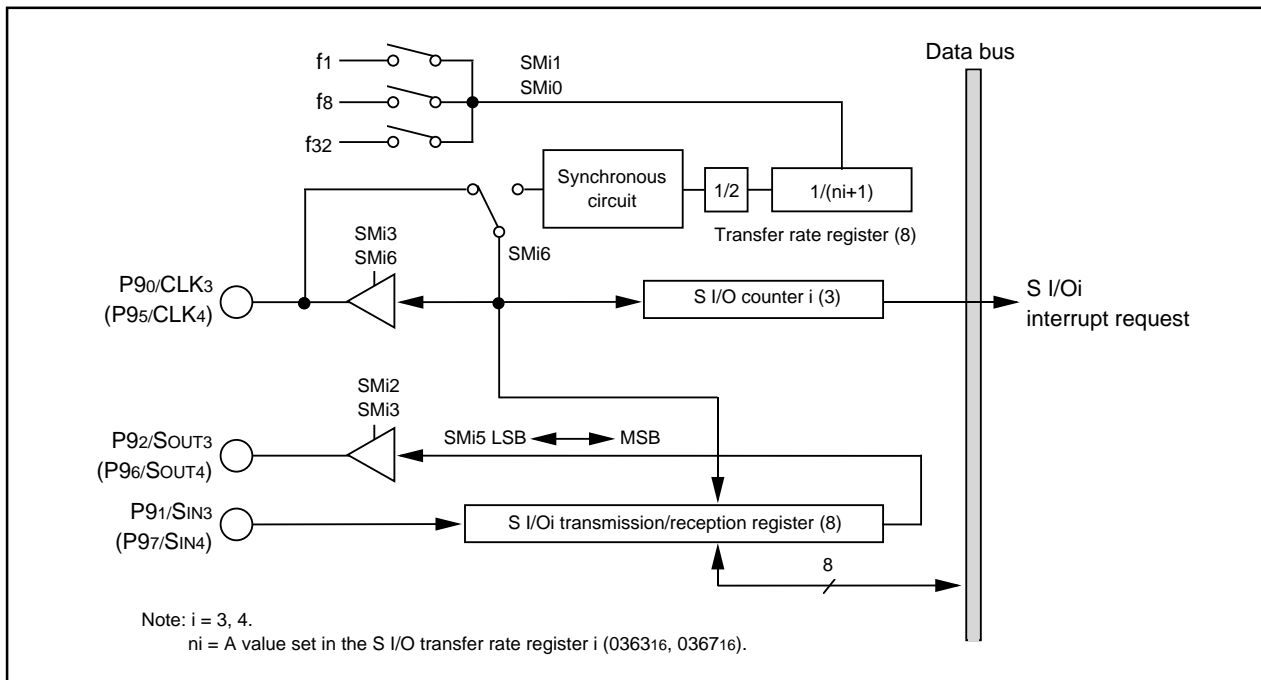 Data bus
f1
SMi1
SMi0
f8
f32
Synchronous
circuit
1/2
1/(ni+1)
Transfer rate register (8)
SMi3
SMi6
SMi6
P90/CLK3
(P95/CLK4)
S I/O counter i (3)
S I/Oi
interrupt request
SMi2
SMi3
SMi5 LSB
MSB
P92/SOUT3
(P96/SOUT4)
P91/SIN3
(P97/SIN4)
S I/Oi transmission/reception register (8)
8
Note: i = 3, 4.
ni = A value set in the S I/O transfer rate register i (036316, 036716).